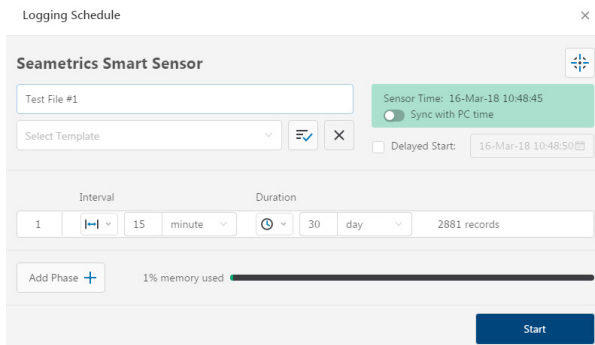 Logging Schedule
Seametrics Smart Sensor
Test File #1
Sensor Time: 16-Mar-18 10:48:45
Sync with PC time
Select Template
Delayed Start: 16-Mar-18 10:48:50
Interval Duration
1 15 minute 30 day 2881 records
Add Phase + 1% memory used
Start